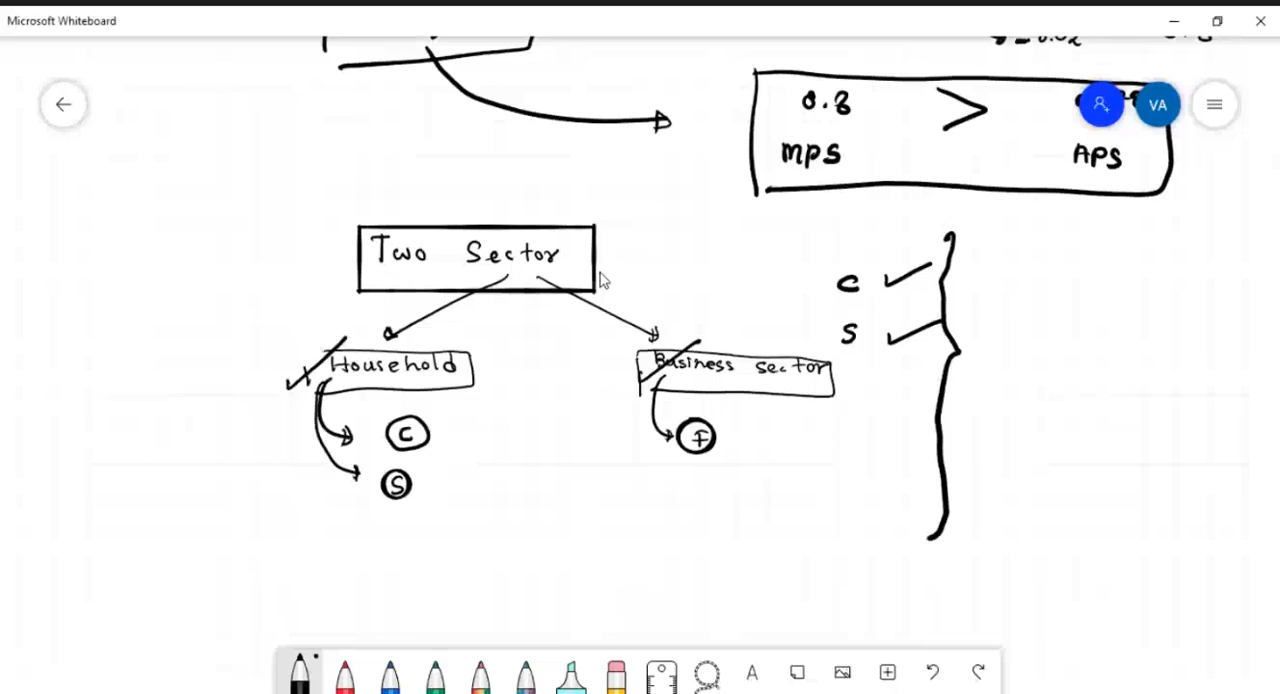 Microsoft Whiteboard
0.8 >
MPS APS
VA
Two Sector
C
S
Household
Business Sector
C
I
S
A